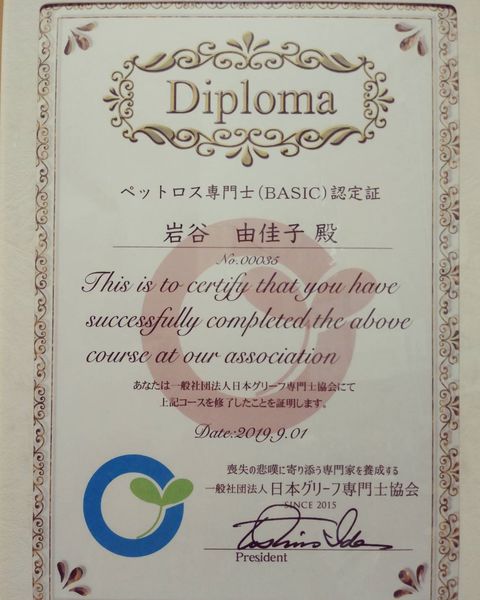 Diploma
ペットロス専門士(BASIC)認定証
岩谷 由佳子 殿
No.00035
This is to certify that you have
successfully completed the above
course at our association
あなたは一般社団法人日本グリーフ専門士協会にて
上記コースを修了したことを証明します。
Date:2019.9.01
喪失の悲嘆に寄り添う専門家を養成する
一般社団法人 日本グリーフ専門士協会
SINCE 2015
President